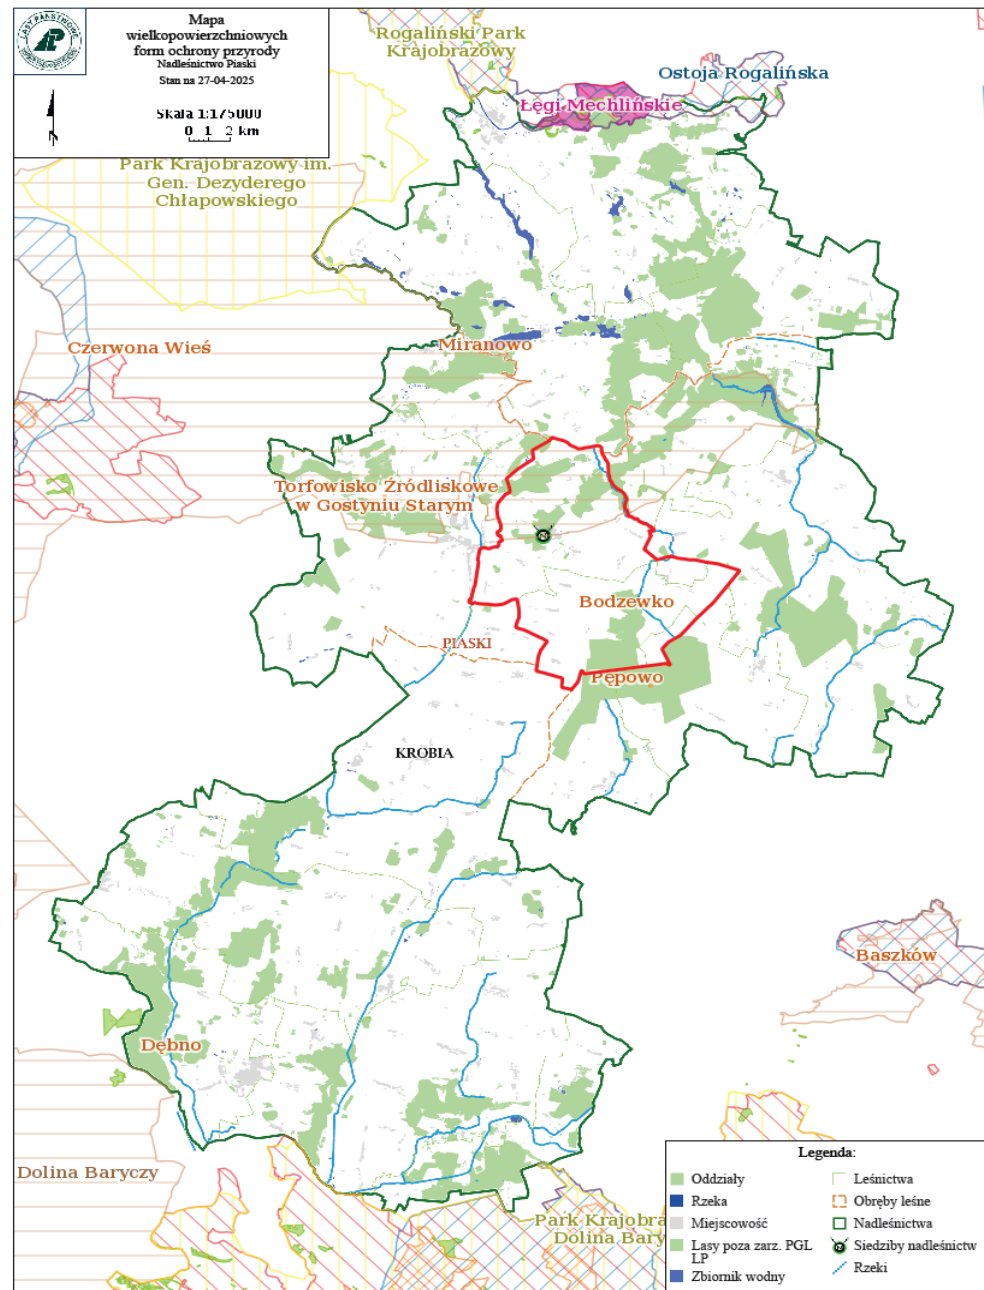 LASY PAŃSTWOWE
Mapa
wielkopowierzchniowych
form ochrony przyrody
Nadleśnictwo Piaski
Stan na 27-04-2025
Skala 1:175000
0 1 2 km
Rogaliński Park
Krajobrazowy
Ostoja Rogalińska
Łęgi Mechlińskie
Park Krajobrazowy im.
Gen. Dezyderego
Chłapowskiego
Czerwona Wieś
Miranowo
Torfowisko Źródliskowe
w Gostyniu Starym
Bodzewko
PIASKI
Pępowo
KROBIA
Baszków
Dębno
Dolina Baryczy
Park Krajobra
Dolina Bary
Legenda:
Oddziały
Rzeka
Miejscowość
Lasy poza zarz. PGL
LP
Zbiornik wodny
Leśnictwa
Obręby leśne
Nadleśnictwa
Siedziby nadleśnictw
Rzeki